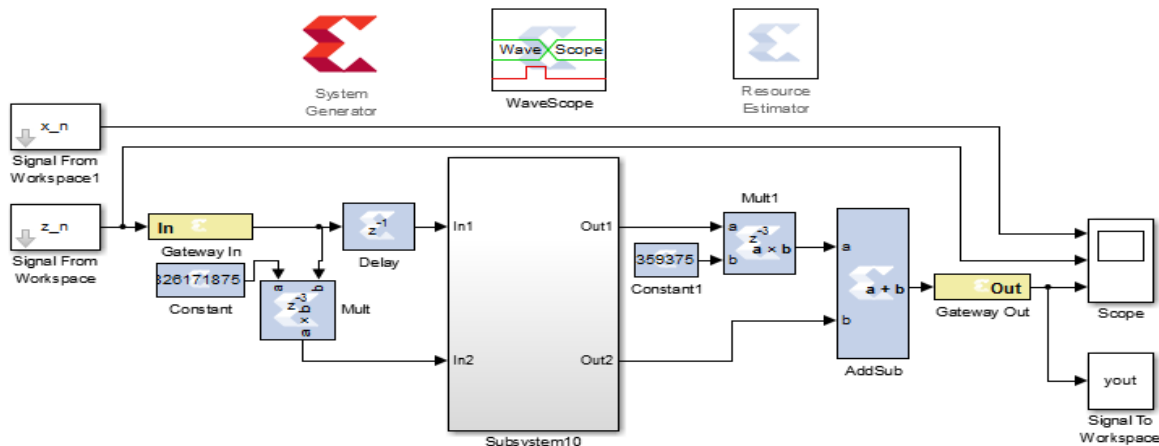 Wave Scope
System
Generator
WaveScope
Resource
Estimator
x_n
Signal From
Workspace1
z_n
Signal From
Workspace
In
Gateway In
326171875
Constant
z-1
Delay
a
b
z-3
a × b
Mult
In1
In2
Out1
Out2
Subsystem10
359375
Constant1
Mult1
a
b
z-3
a × b
a
b
a + b
AddSub
Out
Gateway Out
Scope
yout
Signal To
Workspace